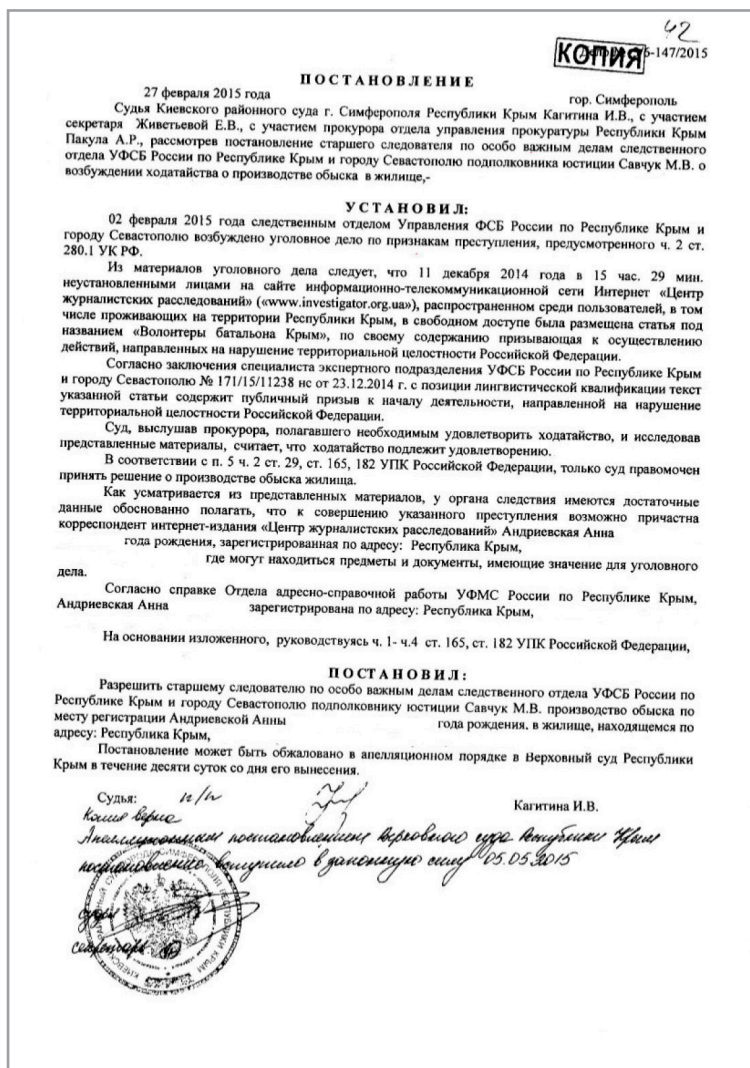 42
КОПИЯ
5-147/2015
ПОСТАНОВЛЕНИЕ
27 февраля 2015 года гор. Симферополь
Судья Киевского районного суда г. Симферополя Республики Крым Кагитина И.В., с участием
секретаря Живетьевой Е.В., с участием прокурора отдела управления прокуратуры Республики Крым
Пакула А.Р., рассмотрев постановление старшего следователя по особо важным делам следственного
отдела УФСБ России по Республике Крым и городу Севастополю подполковника юстиции Савчук М.В. о
возбуждении ходатайства о производстве обыска в жилище,-
УСТАНОВИЛ:
02 февраля 2015 года следственным отделом Управления ФСБ России по Республике Крым и
городу Севастополю возбуждено уголовное дело по признакам преступления, предусмотренного ч. 2 ст.
280.1 УК РФ.
Из материалов уголовного дела следует, что 11 декабря 2014 года в 15 час. 29 мин.
неустановленными лицами на сайте информационно-телекоммуникационной сети Интернет «Центр
журналистских расследований» («www.investigator.org.ua»), распространенном среди пользователей, в том
числе проживающих на территории Республики Крым, в свободном доступе была размещена статья под
названием «Волонтеры батальона Крым», по своему содержанию призывающая к осуществлению
действий, направленных на нарушение территориальной целостности Российской Федерации.
Согласно заключения специалиста экспертного подразделения УФСБ России по Республике Крым
и городу Севастополю № 171/15/11238 нс от 23.12.2014 г. с позиции лингвистической квалификации текст
указанной статьи содержит публичный призыв к началу деятельности, направленной на нарушение
территориальной целостности Российской Федерации.
Суд, выслушав прокурора, полагавшего необходимым удовлетворить ходатайство, и исследовав
представленные материалы, считает, что ходатайство подлежит удовлетворению.
В соответствии с п. 5 ч. 2 ст. 29, ст. 165, 182 УПК Российской Федерации, только суд правомочен
принять решение о производстве обыска жилища.
Как усматривается из представленных материалов, у органа следствия имеются достаточные
данные обоснованно полагать, что к совершению указанного преступления возможно причастна
корреспондент интернет-издания «Центр журналистских расследований» Андриевская Анна
года рождения, зарегистрированная по адресу: Республика Крым,
где могут находиться предметы и документы, имеющие значение для уголовного
дела.
Согласно справке Отдела адресно-справочной работы УФМС России по Республике Крым,
Андриевская Анна зарегистрирована по адресу: Республика Крым,
На основании изложенного, руководствуясь ч. 1- ч.4 ст. 165, ст. 182 УПК Российской Федерации,
ПОСТАНОВИЛ:
Разрешить старшему следователю по особо важным делам следственного отдела УФСБ России по
Республике Крым и городу Севастополю подполковнику юстиции Савчук М.В. производство обыска по
месту регистрации Андриевской Анны года рождения, в жилище, находящемся по
адресу: Республика Крым,
Постановление может быть обжаловано в апелляционном порядке в Верховный суд Республики
Крым в течение десяти суток со дня его вынесения.
Судья: п/п Кагитина И.В.
Копия верна
Апелляционным постановлением Верховного суда Республики Крым
постановление вступило в законную силу 05.05.2015
судья
секретарь